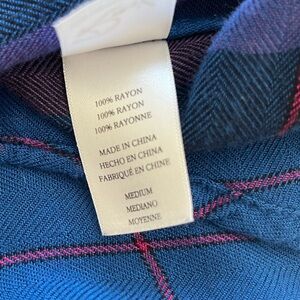 100% RAYON
100% RAYON
100% RAYONNE
MADE IN CHINA
HECHO EN CHINA
FABRIQUÉ EN CHINE
MEDIUM
MEDIANO
MOYENNE